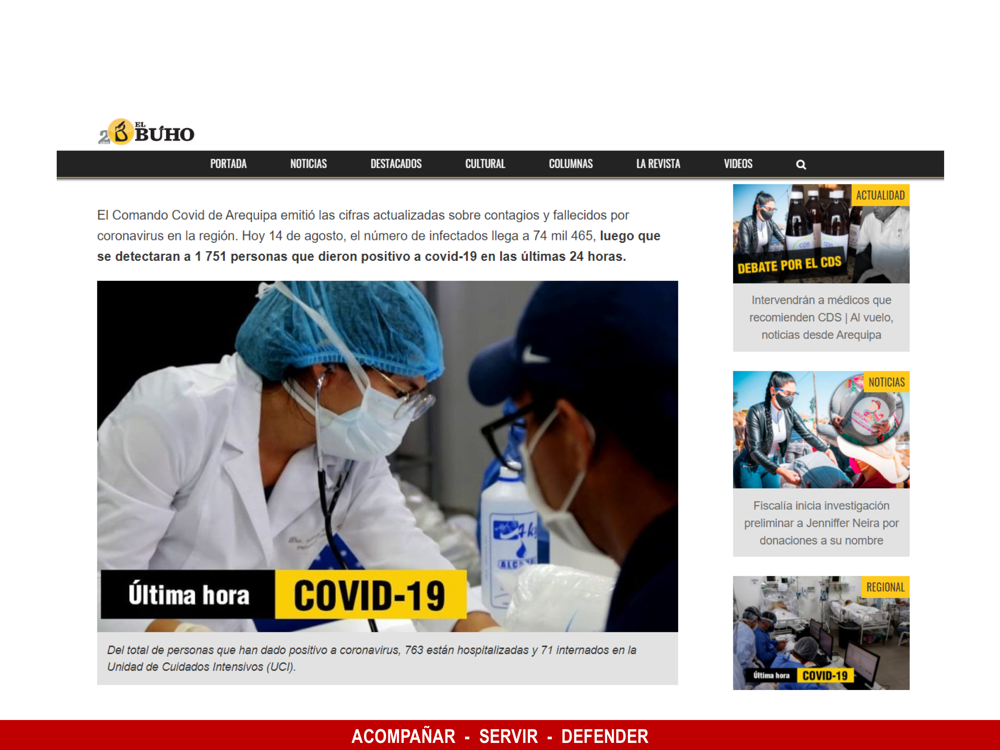 2
AÑOS
EL
BÚHO
PORTADA NOTICIAS DESTACADOS CULTURAL COLUMNAS LA REVISTA VIDEOS
El Comando Covid de Arequipa emitió las cifras actualizadas sobre contagios y fallecidos por
coronavirus en la región. Hoy 14 de agosto, el número de infectados llega a 74 mil 465, luego que
se detectaran a 1 751 personas que dieron positivo a covid-19 en las últimas 24 horas.
ALC
Última hora COVID-19
Del total de personas que han dado positivo a coronavirus, 763 están hospitalizadas y 71 internados en la
Unidad de Cuidados Intensivos (UCI).
ACTUALIDAD
CDS CDS
DEBATE POR EL CDS
Intervendrán a médicos que
recomienden CDS | Al vuelo,
noticias desde Arequipa
NOTICIAS
WARMI
Fiscalía inicia investigación
preliminar a Jenniffer Neira por
donaciones a su nombre
REGIONAL
Última hora COVID-19
ACOMPAÑAR - SERVIR - DEFENDER